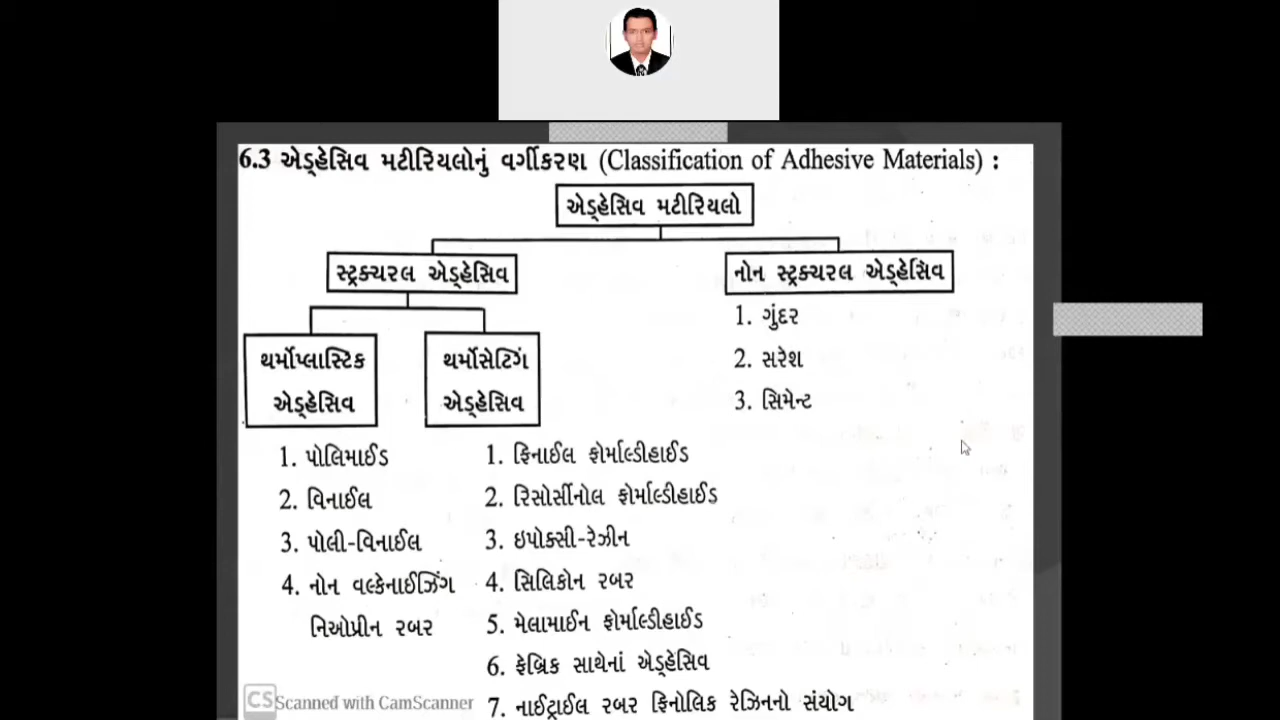 6.3 એડ્હેસિવ મટીરિયલોનું વર્ગીકરણ (Classification of Adhesive Materials) :
એડ્હેસિવ મટીરિયલો
સ્ટ્રક્ચરલ એડ્હેસિવ
નોન સ્ટ્રક્ચરલ એડ્હેસિવ
1. ગુંદર
2. સરેશ
3. સિમેન્ટ
થર્મોપ્લાસ્ટિક
એડ્હેસિવ
થર્મોસેટિંગ
એડ્હેસિવ
1. પોલિમાઈડ
2. વિનાઈલ
3. પોલી-વિનાઈલ
4. નોન વલ્કેનાઈઝિંગ
નિઓપ્રીન રબર
1. ફિનાઈલ ફોર્માલ્ડીહાઈડ
2. રિસોર્સીનોલ ફોર્માલ્ડીહાઈડ
3. ઇપોક્સી-રેઝીન
4. સિલિકોન રબર
5. મેલામાઈન ફોર્માલ્ડીહાઈડ
6. ફેબ્રિક સાથેનાં એડ્હેસિવ
7. નાઈટ્રાઈલ રબર ફિનોલિક રેઝિનનો સંયોગ
CS Scanned with CamScanner